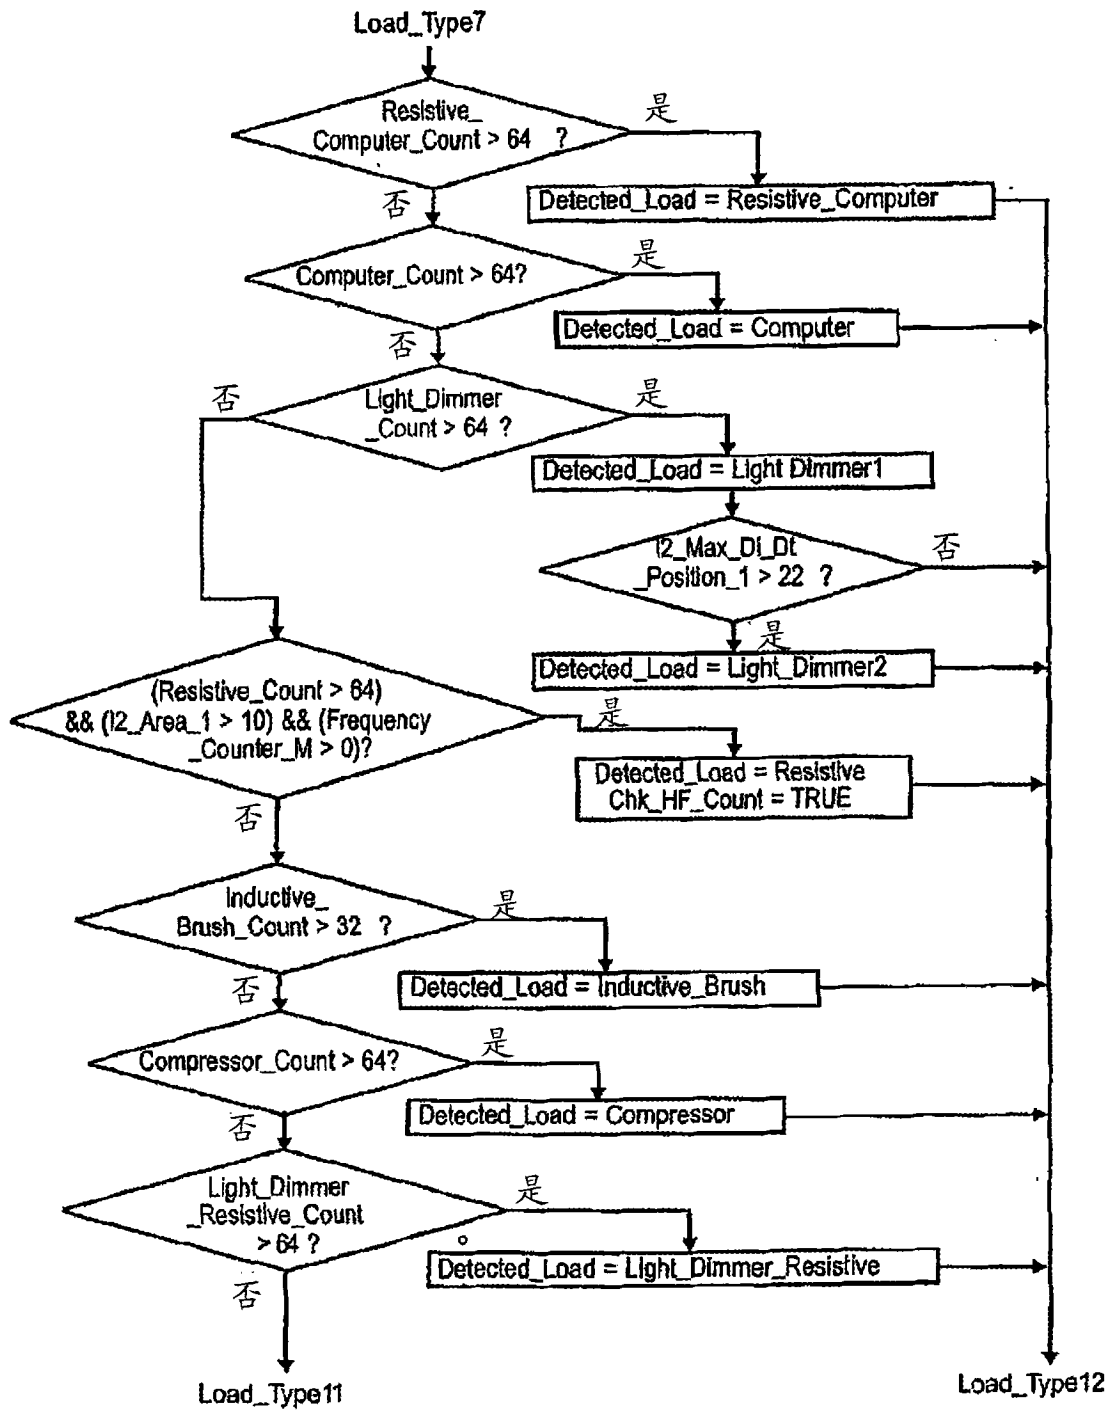 Load_Type7
Resistive_
Computer_Count > 64 ?
是
否
Detected_Load = Resistive_Computer
Computer_Count > 64?
是
否
Detected_Load = Computer
Light_Dimmer
_Count > 64 ?
是
否
Detected_Load = Light Dimmer1
I2_Max_DI_Dt
_Position_1 > 22 ?
否
是
Detected_Load = Light_Dimmer2
(Resistive_Count > 64)
&& (I2_Area_1 > 10) && (Frequency
_Counter_M > 0)?
是
否
Detected_Load = Resistive
Chk_HF_Count = TRUE
Inductive_
Brush_Count > 32 ?
是
否
Detected_Load = Inductive_Brush
Compressor_Count > 64?
是
否
Detected_Load = Compressor
Light_Dimmer
_Resistive_Count
> 64 ?
是
否
Detected_Load = Light_Dimmer_Resistive
Load_Type11
Load_Type12